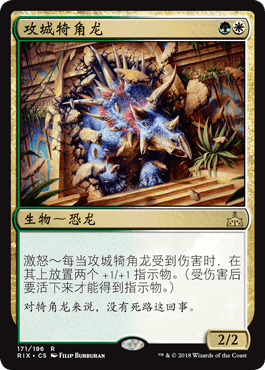 攻城犄角龙
生物～恐龙
激怒～每当攻城犄角龙受到伤害时，在
其上放置两个 +1/+1 指示物。（受伤害后
要活下来才能得到指示物。）
对犄角龙来说，没有死路这回事。
2/2
171/196 R
RIX • CS FILIP BURBURAN
™ & © 2018 Wizards of the Coast